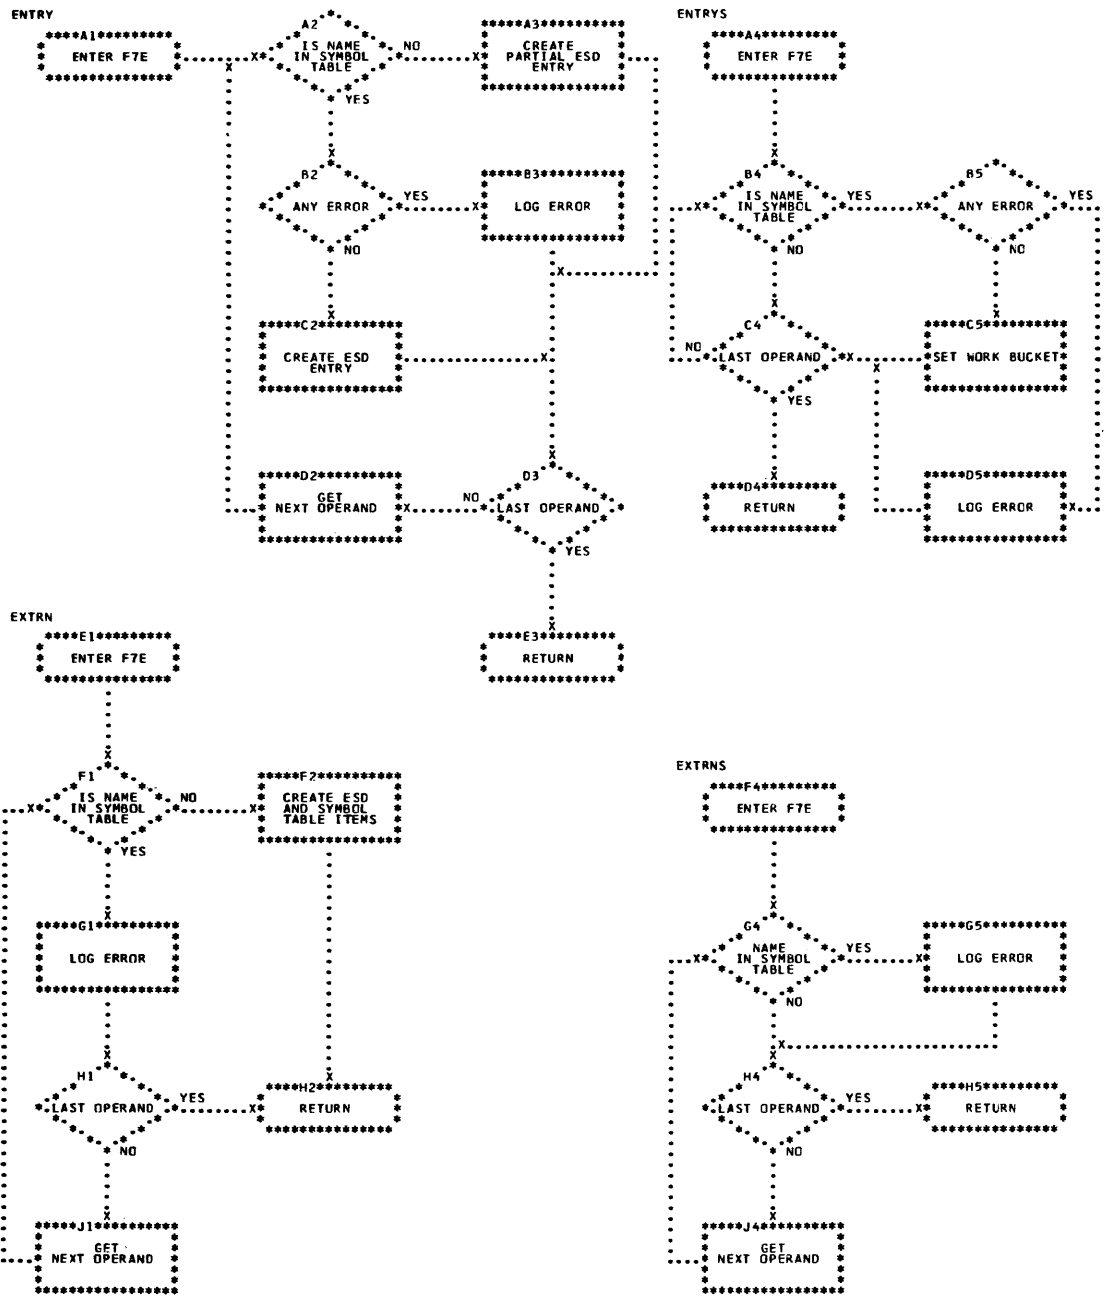 ENTRY
A1
ENTER F7E
A2
IS NAME
IN SYMBOL
TABLE
NO
YES
A3
CREATE
PARTIAL ESD
ENTRY
B2
ANY ERROR
YES
NO
B3
LOG ERROR
C2
CREATE ESD
ENTRY
D2
GET
NEXT OPERAND
D3
LAST OPERAND
NO
YES
E3
RETURN
ENTRYS
A4
ENTER F7E
B4
IS NAME
IN SYMBOL
TABLE
YES
NO
B5
ANY ERROR
YES
NO
C4
LAST OPERAND
NO
YES
C5
SET WORK BUCKET
D4
RETURN
D5
LOG ERROR
EXTRN
E1
ENTER F7E
F1
IS NAME
IN SYMBOL
TABLE
NO
YES
F2
CREATE ESD
AND SYMBOL
TABLE ITEMS
G1
LOG ERROR
H1
LAST OPERAND
YES
NO
H2
RETURN
J1
GET
NEXT OPERAND
EXTRNS
F4
ENTER F7E
G4
NAME
IN SYMBOL
TABLE
YES
NO
G5
LOG ERROR
H4
LAST OPERAND
YES
NO
H5
RETURN
J4
GET
NEXT OPERAND